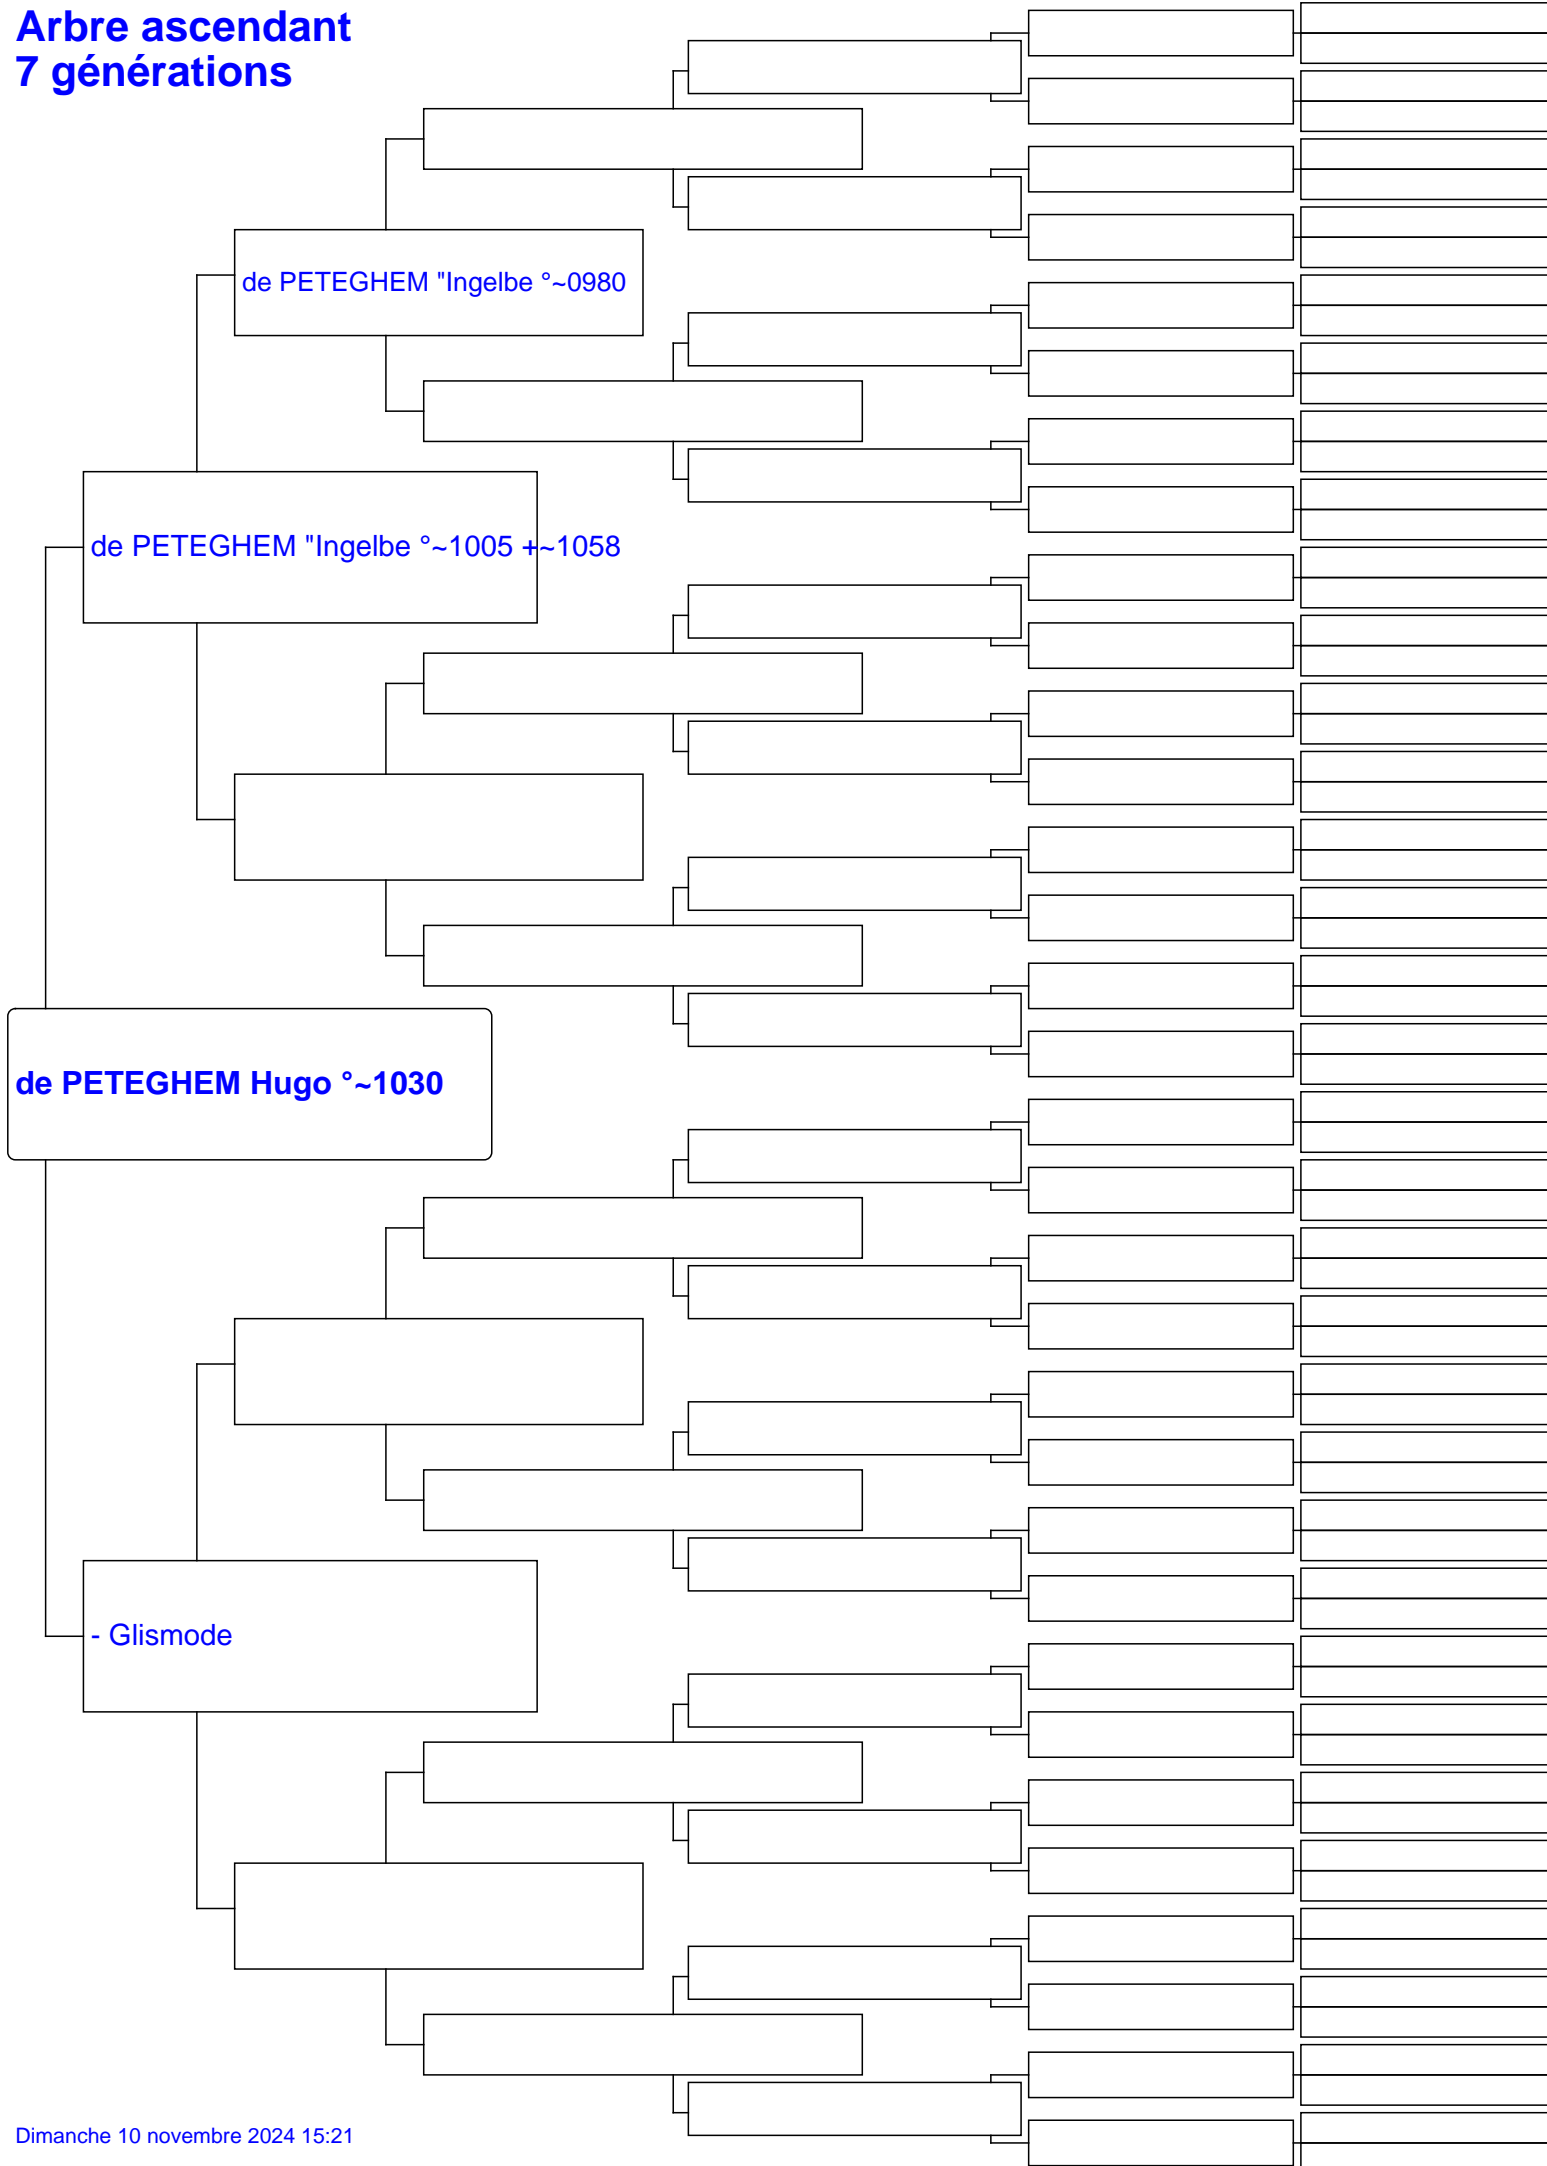 Arbre ascendant
7 générations
de PETEGHEM "Ingelbe °~0980
de PETEGHEM "Ingelbe °~1005 +~1058
de PETEGHEM Hugo °~1030
- Glismode
Dimanche 10 novembre 2024 15:21